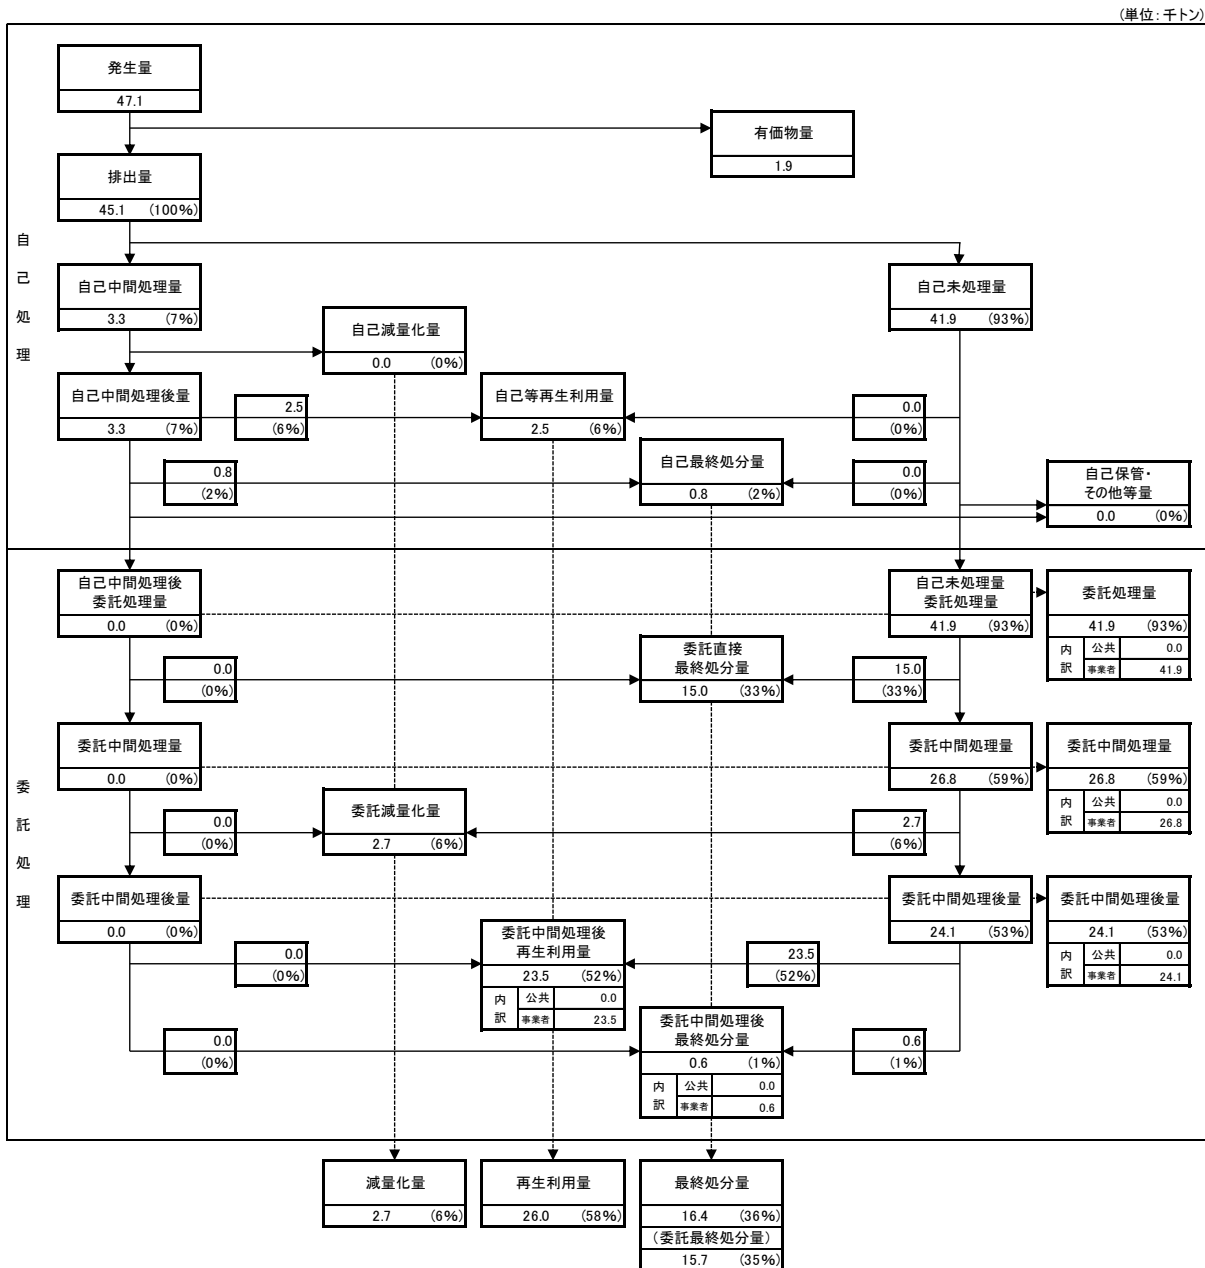 (単位：千トン)
発生量
47.1
有価物量
1.9
排出量
45.1 (100%)
自己処理
自己中間処理量
3.3 (7%)
自己未処理量
41.9 (93%)
自己減量化量
0.0 (0%)
自己中間処理後量
3.3 (7%)
2.5
(6%)
自己等再生利用量
2.5 (6%)
0.0
(0%)
0.8
(2%)
自己最終処分量
0.8 (2%)
0.0
(0%)
自己保管・
その他等量
0.0 (0%)
自己中間処理後
委託処理量
0.0 (0%)
自己未処理量
委託処理量
41.9 (93%)
委託処理量
41.9 (93%)
内訳 公共 0.0
事業者 41.9
0.0
(0%)
委託直接
最終処分量
15.0 (33%)
15.0
(33%)
委託処理
委託中間処理量
0.0 (0%)
委託中間処理量
26.8 (59%)
委託中間処理量
26.8 (59%)
内訳 公共 0.0
事業者 26.8
0.0
(0%)
委託減量化量
2.7 (6%)
2.7
(6%)
委託中間処理後量
0.0 (0%)
委託中間処理後量
24.1 (53%)
委託中間処理後量
24.1 (53%)
内訳 公共 0.0
事業者 24.1
0.0
(0%)
委託中間処理後
再生利用量
23.5 (52%)
内訳 公共 0.0
事業者 23.5
23.5
(52%)
0.0
(0%)
委託中間処理後
最終処分量
0.6 (1%)
内訳 公共 0.0
事業者 0.6
0.6
(1%)
減量化量
2.7 (6%)
再生利用量
26.0 (58%)
最終処分量
16.4 (36%)
(委託最終処分量)
15.7 (35%)